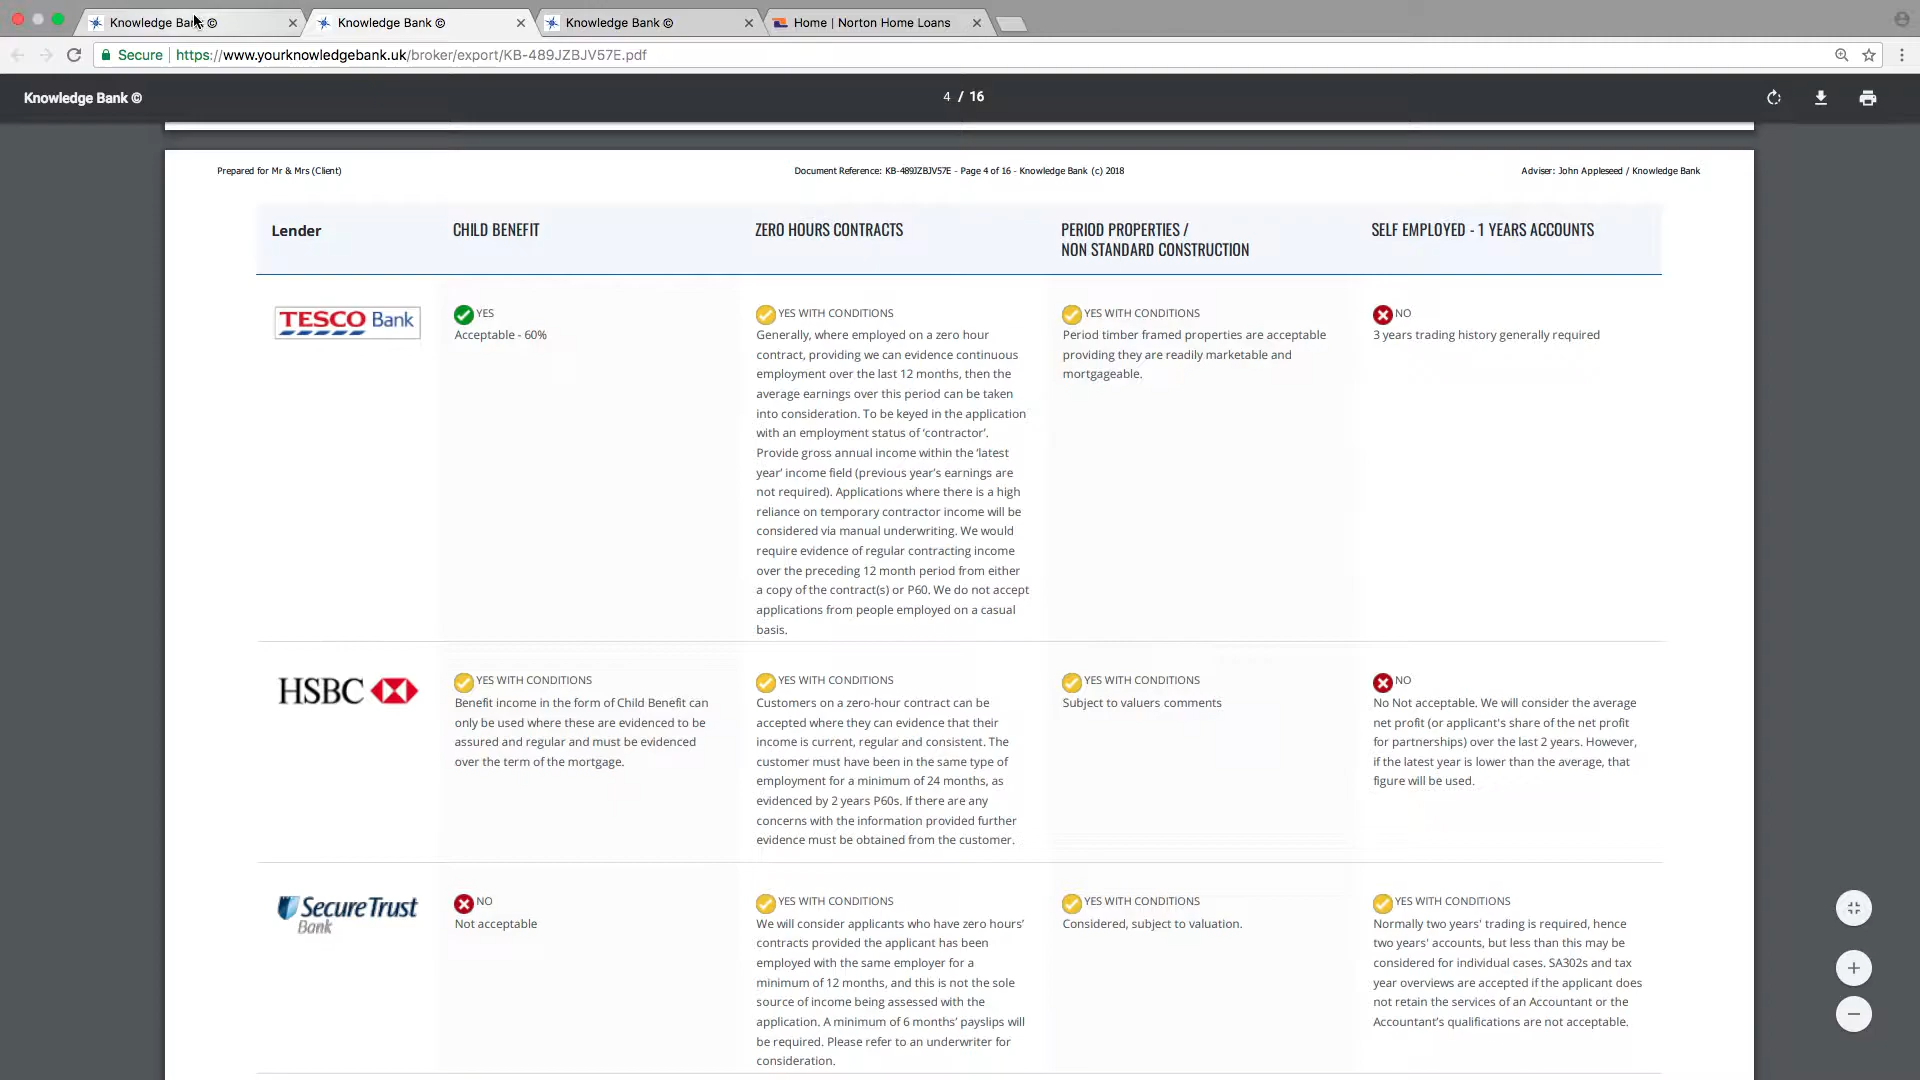 Knowledge Bank ©
Knowledge Bank ©
Knowledge Bank ©
Home | Norton Home Loans
Secure | https://www.yourknowledgebank.uk/broker/export/KB-489JZBJV57E.pdf
Knowledge Bank ©
4 / 16
Prepared for Mr & Mrs (Client)
Document Reference: KB-489JZBJV57E - Page 4 of 16 - Knowledge Bank (c) 2018
Adviser: John Appleseed / Knowledge Bank
Lender
CHILD BENEFIT
ZERO HOURS CONTRACTS
PERIOD PROPERTIES /
NON STANDARD CONSTRUCTION
SELF EMPLOYED - 1 YEARS ACCOUNTS
TESCO Bank
YES
Acceptable - 60%
YES WITH CONDITIONS
Generally, where employed on a zero hour
contract, providing we can evidence continuous
employment over the last 12 months, then the
average earnings over this period can be taken
into consideration. To be keyed in the application
with an employment status of ‘contractor’.
Provide gross annual income within the ‘latest
year’ income field (previous year’s earnings are
not required). Applications where there is a high
reliance on temporary contractor income will be
considered via manual underwriting. We would
require evidence of regular contracting income
over the preceding 12 month period from either
a copy of the contract(s) or P60. We do not accept
applications from people employed on a casual
basis.
YES WITH CONDITIONS
Period timber framed properties are acceptable
providing they are readily marketable and
mortgageable.
NO
3 years trading history generally required
HSBC
YES WITH CONDITIONS
Benefit income in the form of Child Benefit can
only be used where these are evidenced to be
assured and regular and must be evidenced
over the term of the mortgage.
YES WITH CONDITIONS
Customers on a zero-hour contract can be
accepted where they can evidence that their
income is current, regular and consistent. The
customer must have been in the same type of
employment for a minimum of 24 months, as
evidenced by 2 years P60s. If there are any
concerns with the information provided further
evidence must be obtained from the customer.
YES WITH CONDITIONS
Subject to valuers comments
NO
No Not acceptable. We will consider the average
net profit (or applicant's share of the net profit
for partnerships) over the last 2 years. However,
if the latest year is lower than the average, that
figure will be used.
Secure Trust
Bank
NO
Not acceptable
YES WITH CONDITIONS
We will consider applicants who have zero hours’
contracts provided the applicant has been
employed with the same employer for a
minimum of 12 months, and this is not the sole
source of income being assessed with the
application. A minimum of 6 months’ payslips will
be required. Please refer to an underwriter for
consideration.
YES WITH CONDITIONS
Considered, subject to valuation.
YES WITH CONDITIONS
Normally two years' trading is required, hence
two years' accounts, but less than this may be
considered for individual cases. SA302s and tax
year overviews are accepted if the applicant does
not retain the services of an Accountant or the
Accountant’s qualifications are not acceptable.